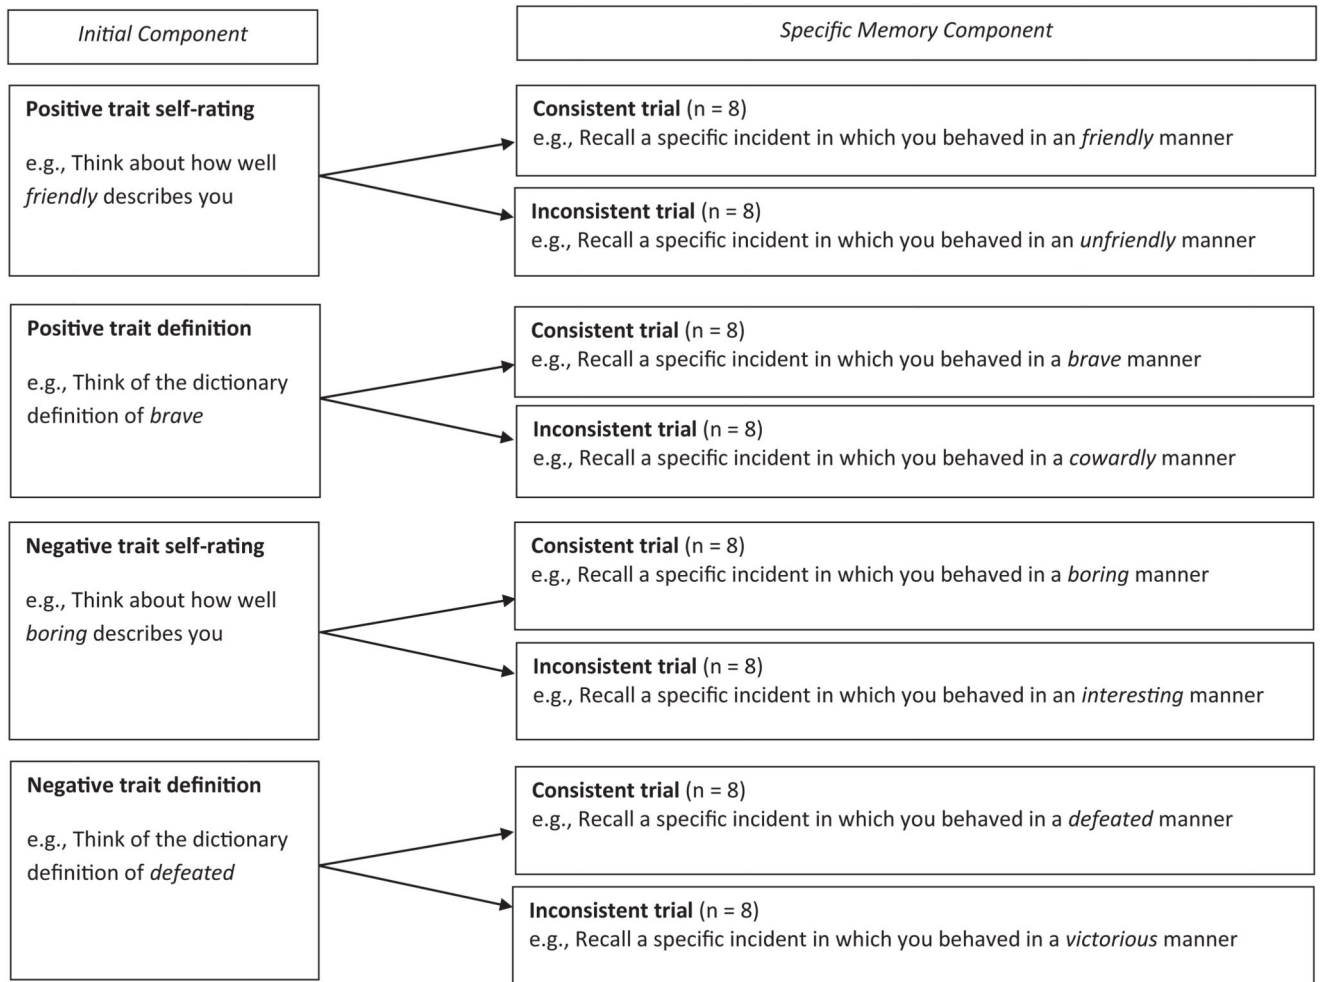 Initial Component
Specific Memory Component
Positive trait self-rating
e.g., Think about how well
friendly describes you
Consistent trial (n = 8)
e.g., Recall a specific incident in which you behaved in an friendly manner
Inconsistent trial (n = 8)
e.g., Recall a specific incident in which you behaved in an unfriendly manner
Positive trait definition
e.g., Think of the dictionary
definition of brave
Consistent trial (n = 8)
e.g., Recall a specific incident in which you behaved in a brave manner
Inconsistent trial (n = 8)
e.g., Recall a specific incident in which you behaved in a cowardly manner
Negative trait self-rating
e.g., Think about how well
boring describes you
Consistent trial (n = 8)
e.g., Recall a specific incident in which you behaved in a boring manner
Inconsistent trial (n = 8)
e.g., Recall a specific incident in which you behaved in an interesting manner
Negative trait definition
e.g., Think of the dictionary
definition of defeated
Consistent trial (n = 8)
e.g., Recall a specific incident in which you behaved in a defeated manner
Inconsistent trial (n = 8)
e.g., Recall a specific incident in which you behaved in a victorious manner